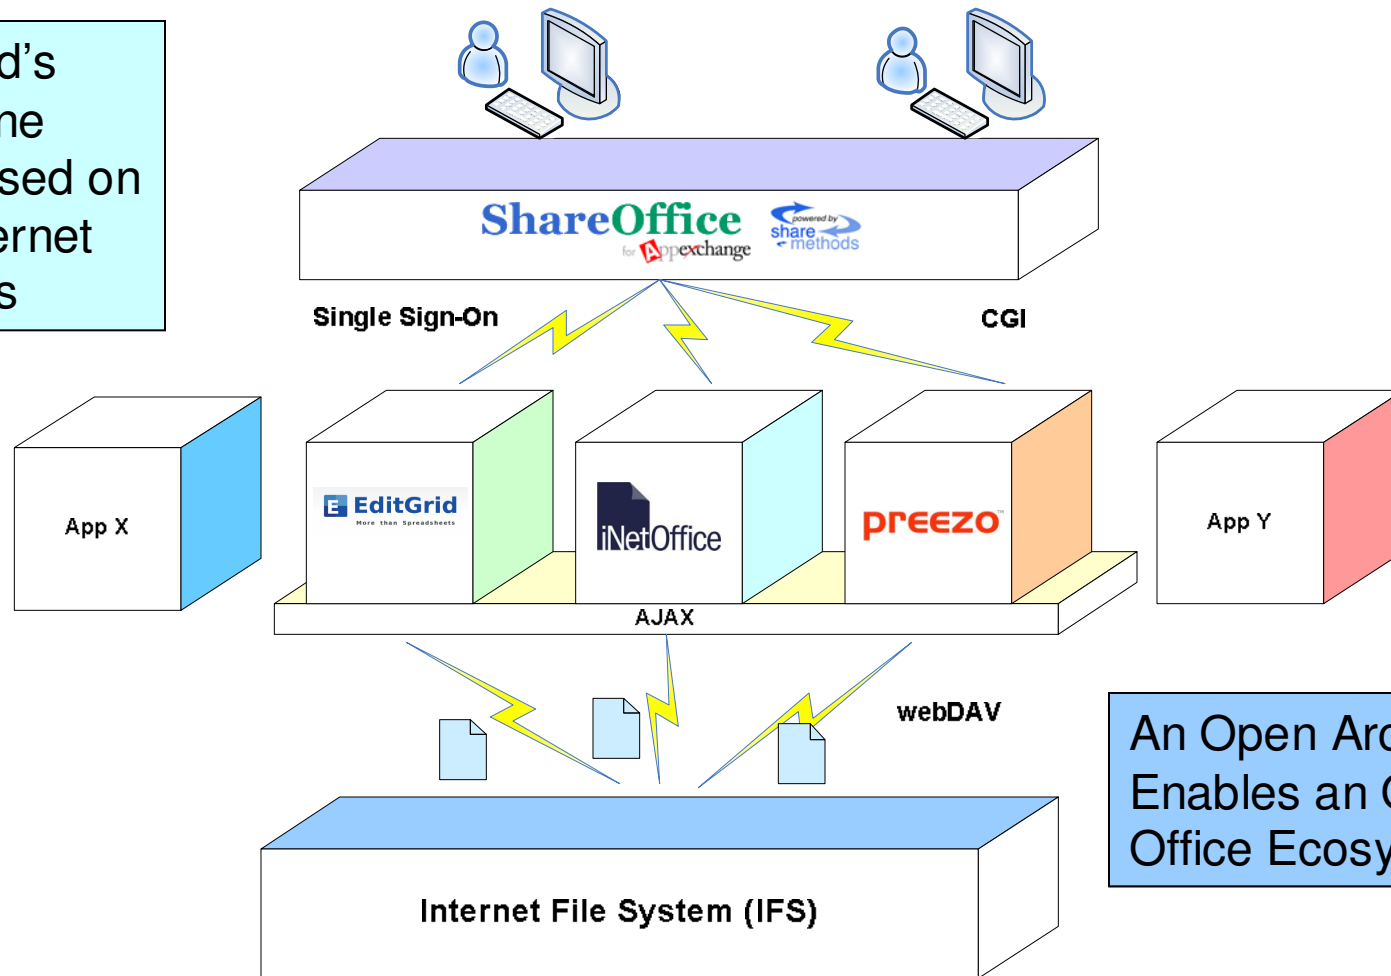 d's
ne
sed on
ernet
s
ShareOffice
for Appexchange
powered by
share
methods
Single Sign-On
CGI
App X
E EditGrid
More than Spreadsheets
iNetOffice
preezo™
App Y
AJAX
webDAV
An Open Arc
Enables an
Office Ecosy
Internet File System (IFS)